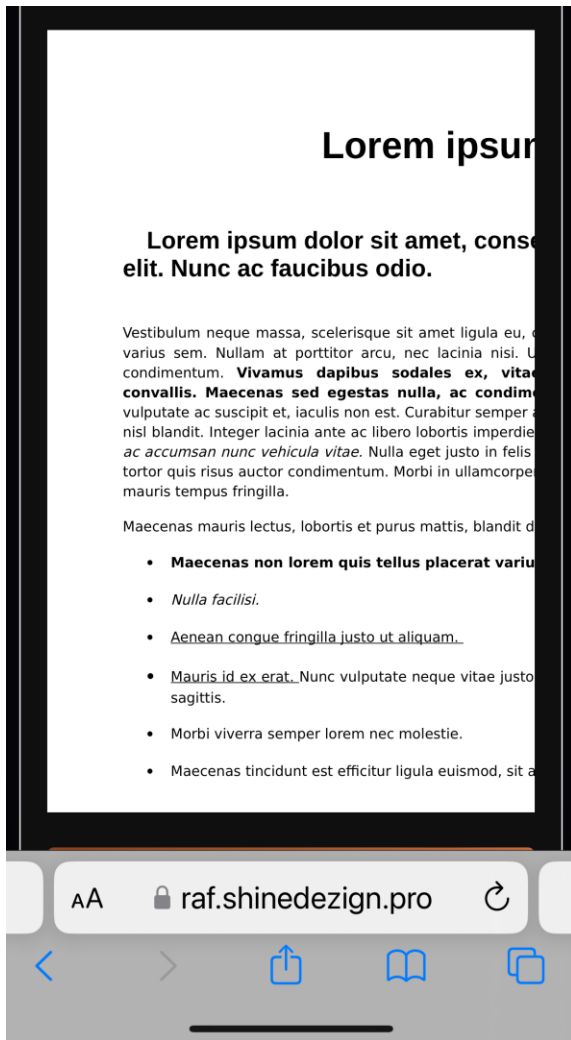 Lorem ipsum
Lorem ipsum dolor sit amet, conse
elit. Nunc ac faucibus odio.
Vestibulum neque massa, scelerisque sit amet ligula eu,
varius sem. Nullam at porttitor arcu, nec lacinia nisi. U
condimentum. Vivamus dapibus sodales ex, vitae
convallis. Maecenas sed egestas nulla, ac condim
vulputate ac suscipit et, iaculis non est. Curabitur semper
nisl blandit. Integer lacinia ante ac libero lobortis imperdie
ac accumsan nunc vehicula vitae. Nulla eget justo in felis
tortor quis risus auctor condimentum. Morbi in ullamcorpe
mauris tempus fringilla.
Maecenas mauris lectus, lobortis et purus mattis, blandit d
• Maecenas non lorem quis tellus placerat variu
• Nulla facilisi.
• Aenean congue fringilla justo ut aliquam.
• Mauris id ex erat. Nunc vulputate neque vitae justo
sagittis.
• Morbi viverra semper lorem nec molestie.
• Maecenas tincidunt est efficitur ligula euismod, sit a
AA raf.shinedezign.pro